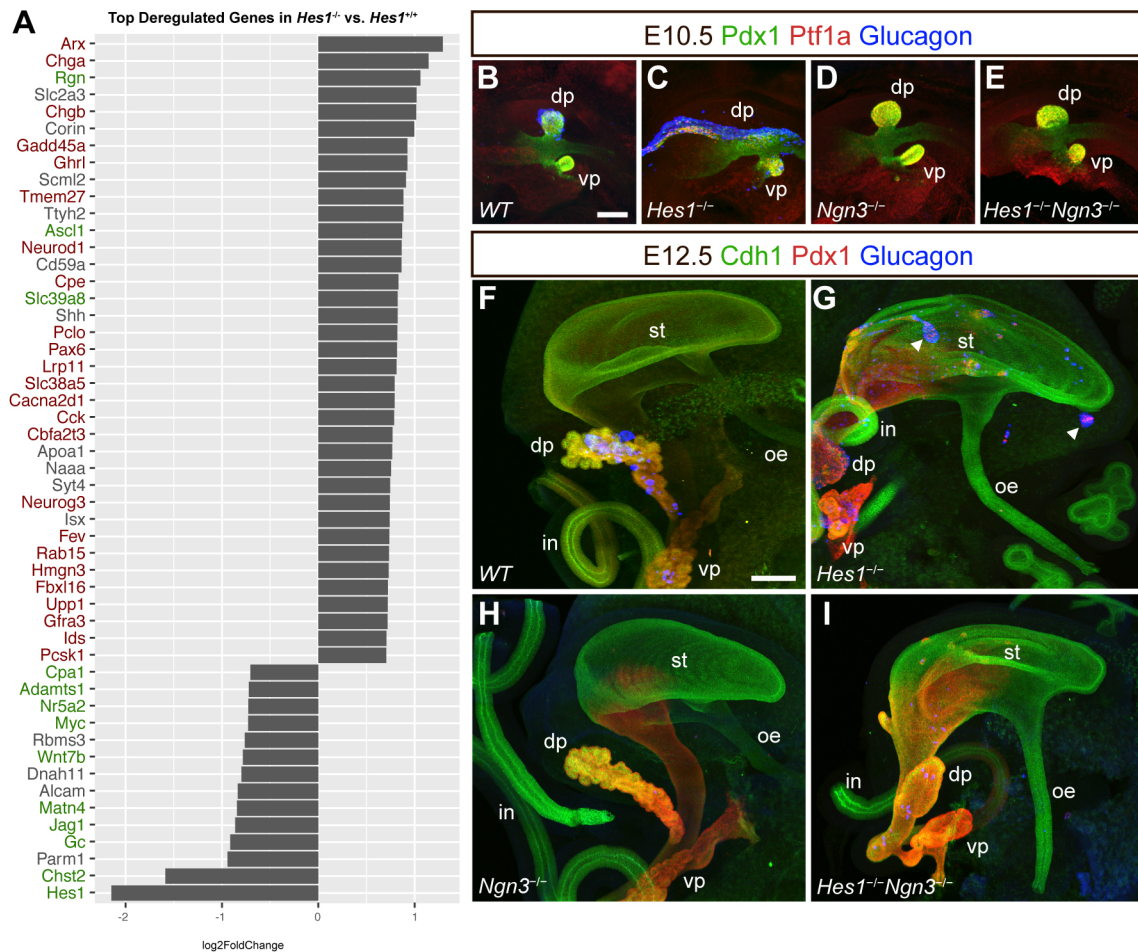 A
Top Deregulated Genes in Hes1-/- vs. Hes1+/+
Arx
Chga
Rgn
Slc2a3
Chgb
Corin
Gadd45a
Ghrl
Scml2
Tmem27
Ttyh2
Ascl1
Neurod1
Cd59a
Cpe
Slc39a8
Shh
Pclo
Pax6
Lrp11
Slc38a5
Cacna2d1
Cck
Cbfa2t3
Apoa1
Naaa
Syt4
Neurog3
Isx
Fev
Rab15
Hmgn3
Fbxl16
Upp1
Gfra3
Ids
Pcsk1
Cpa1
Adamts1
Nr5a2
Myc
Rbms3
Wnt7b
Dnah11
Alcam
Matn4
Jag1
Gc
Parm1
Chst2
Hes1
-2 -1 0 1
log2FoldChange
E10.5 Pdx1 Ptf1a Glucagon
B
dp
vp
WT
C
dp
vp
Hes1–/–
D
dp
vp
Ngn3–/–
E
dp
vp
Hes1–/–Ngn3–/–
E12.5 Cdh1 Pdx1 Glucagon
F
st
dp
oe
in
vp
WT
G
st
in
dp
oe
vp
Hes1–/–
H
st
dp
oe
in
vp
Ngn3–/–
I
st
dp
in
oe
vp
Hes1–/–Ngn3–/–